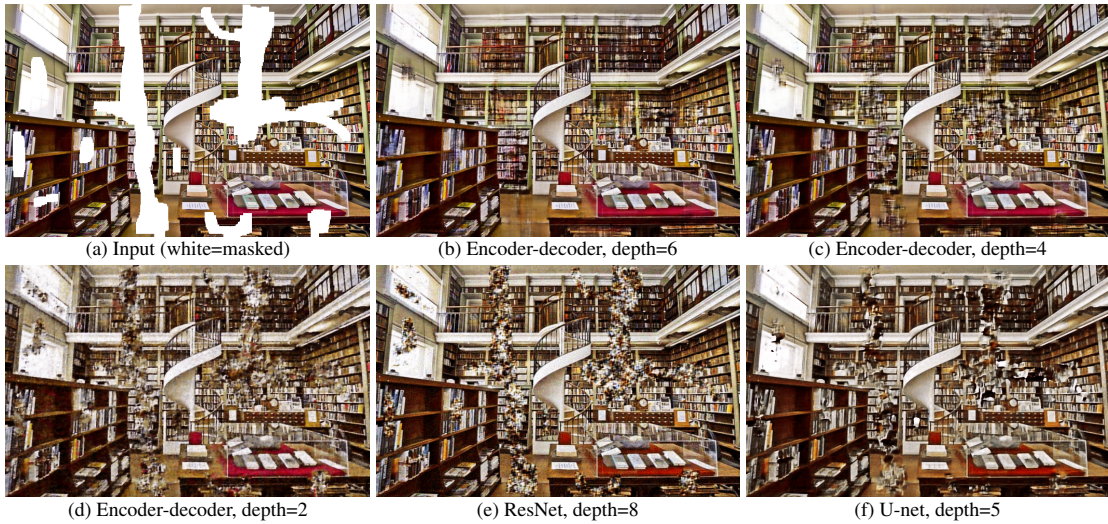 (a) Input (white=masked)
(b) Encoder-decoder, depth=6
(c) Encoder-decoder, depth=4
(d) Encoder-decoder, depth=2
(e) ResNet, depth=8
(f) U-net, depth=5